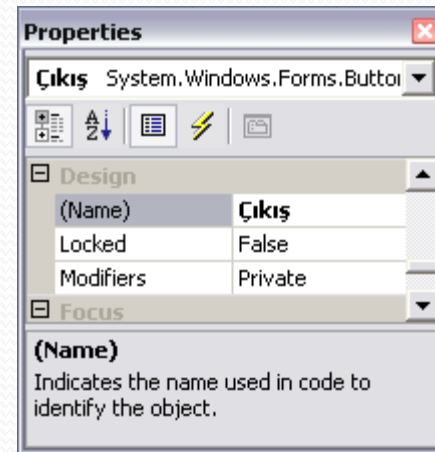 Properties
Çıkış System.Windows.Forms.Button
Design
(Name) Çıkış
Locked False
Modifiers Private
Focus
(Name)
Indicates the name used in code to
identify the object.